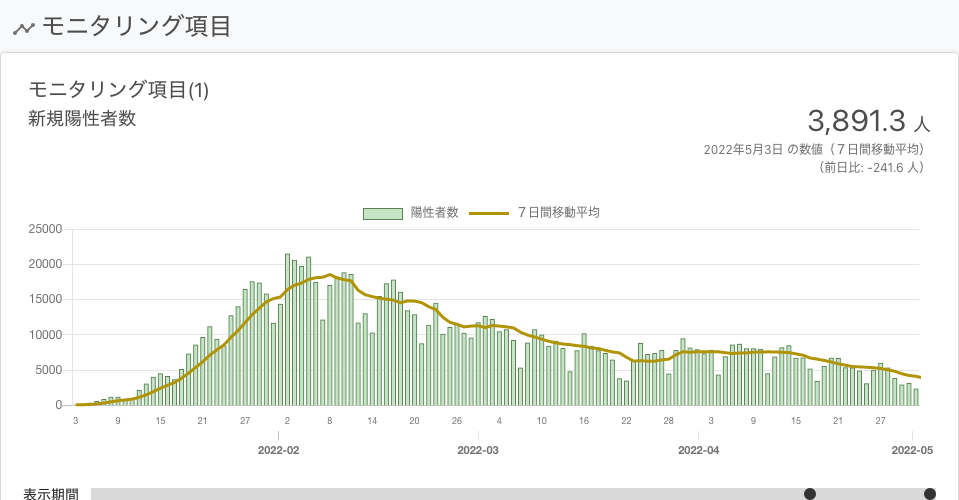 モニタリング項目
モニタリング項目(1)
新規陽性者数
3,891.3 人
2022年5月3日 の数値（７日間移動平均）
（前日比: -241.6 人）
陽性者数 ７日間移動平均
25000
20000
15000
10000
5000
0
3 9 15 21 27 2 8 14 20 26 4 10 16 22 28 3 9 15 21 27
2022-02 2022-03 2022-04 2022-05
表示期間